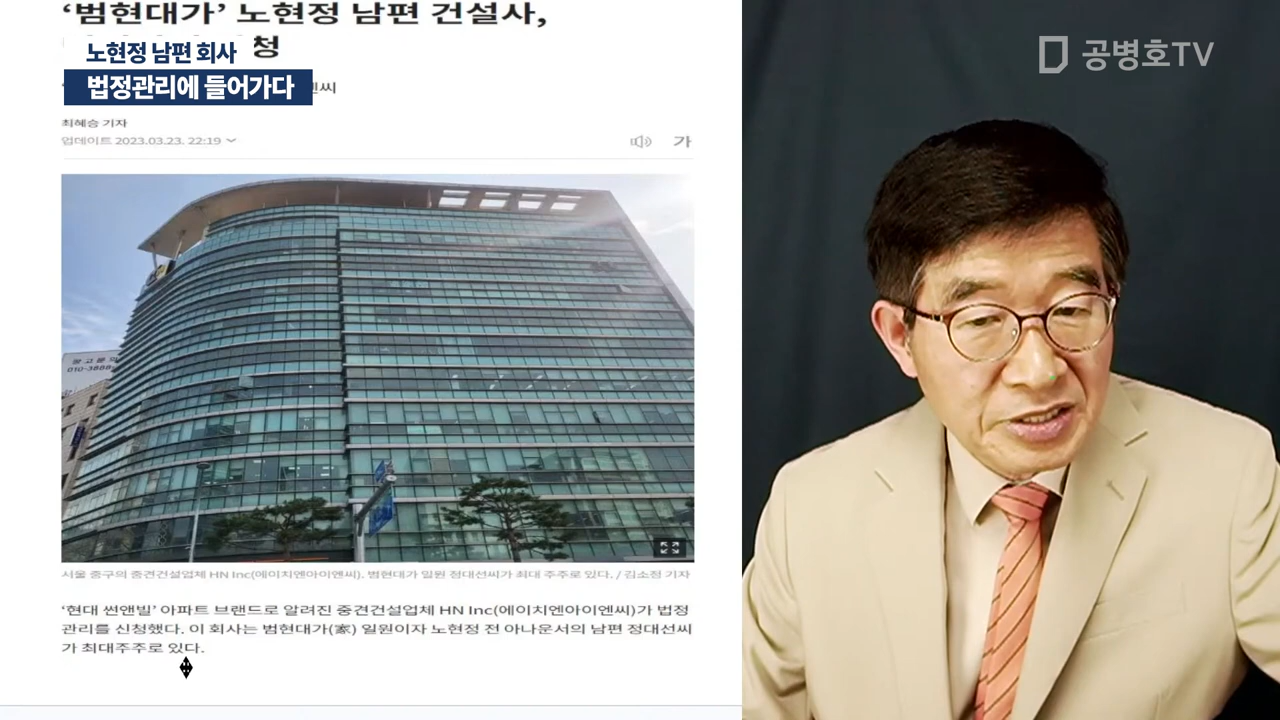 ‘범현대가’ 노현정 남편 건설사,
청
노현정 남편 회사
법정관리에 들어가다
공병호TV
최혜승 기자
업데이트 2023.03.23. 22:19
가
광고문의
010-3888
서울 중구의 중견건설업체 HN Inc(에이치엔아이엔씨). 범현대가 일원 정대선씨가 최대 주주로 있다. / 김소정 기자
‘현대 썬앤빌’ 아파트 브랜드로 알려진 중견건설업체 HN Inc(에이치엔아이엔씨)가 법정
관리를 신청했다. 이 회사는 범현대가(家) 일원이자 노현정 전 아나운서의 남편 정대선씨
가 최대주주로 있다.